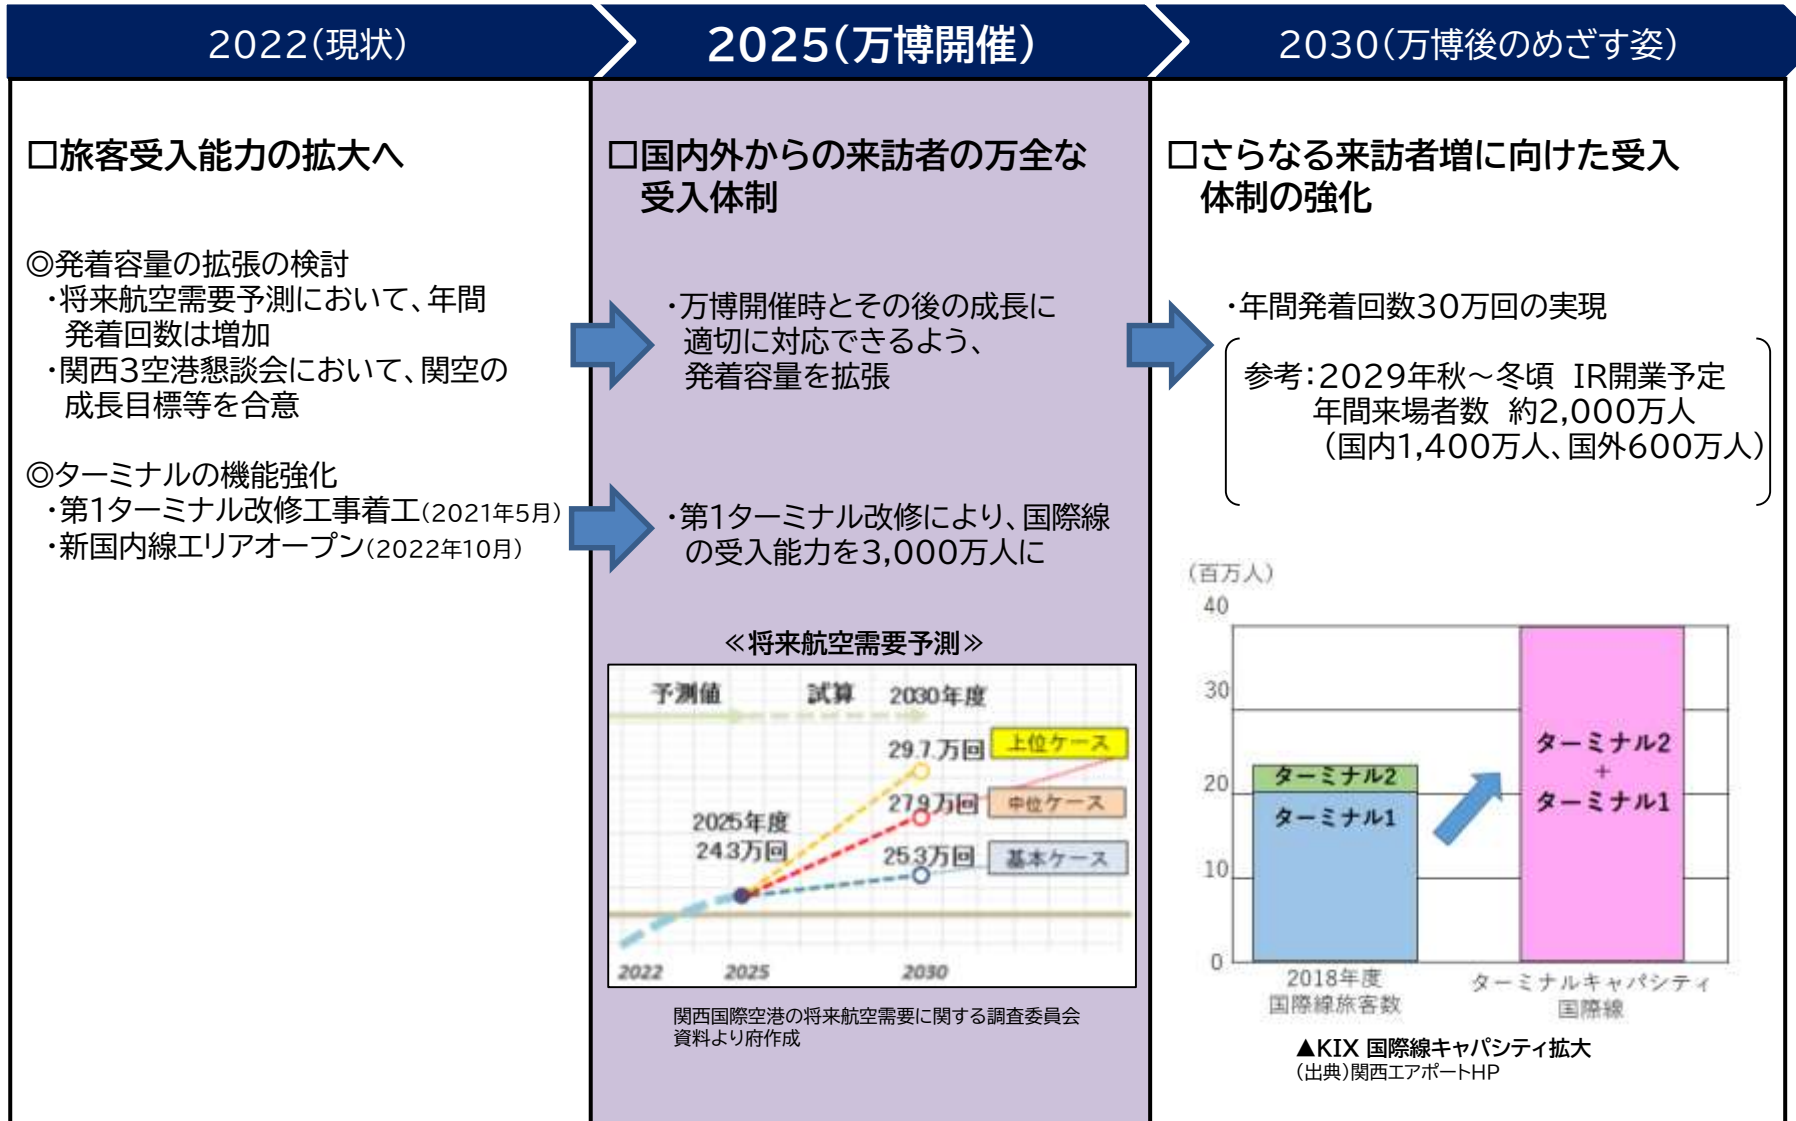 2022(現状)
2025(万博開催)
2030(万博後のめざす姿)
□旅客受入能力の拡大へ
◎発着容量の拡張の検討
・将来航空需要予測において、年間
発着回数は増加
・関西3空港懇談会において、関空の
成長目標等を合意
◎ターミナルの機能強化
・第1ターミナル改修工事着工(2021年5月)
・新国内線エリアオープン(2022年10月)
□国内外からの来訪者の万全な
受入体制
・万博開催時とその後の成長に
適切に対応できるよう、
発着容量を拡張
・第1ターミナル改修により、国際線
の受入能力を3,000万人に
≪将来航空需要予測≫
予測値
試算
2030年度
29.7.万回
上位ケース
27.9万回
中位ケース
2025年度
24.3万回
25.3万回
基本ケース
2022
2025
2030
関西国際空港の将来航空需要に関する調査委員会
資料より府作成
□さらなる来訪者増に向けた受入
体制の強化
・年間発着回数30万回の実現
参考：2029年秋～冬頃 IR開業予定
年間来場者数 約2,000万人
(国内1,400万人、国外600万人)
(百万人)
40
30
20
10
0
ターミナル2
ターミナル1
ターミナル2
+
ターミナル1
2018年度
国際線旅客数
ターミナルキャパシティ
国際線
▲KIX 国際線キャパシティ拡大
(出典)関西エアポートHP